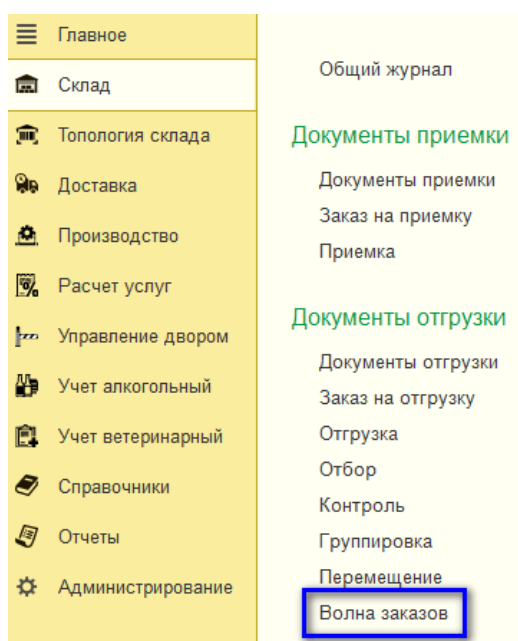 Главное
Склад
Топология склада
Доставка
Производство
Расчет услуг
Управление двором
Учет алкогольный
Учет ветеринарный
Справочники
Отчеты
Администрирование
Общий журнал
Документы приемки
Документы приемки
Заказ на приемку
Приемка
Документы отгрузки
Документы отгрузки
Заказ на отгрузку
Отгрузка
Отбор
Контроль
Группировка
Перемещение
Волна заказов